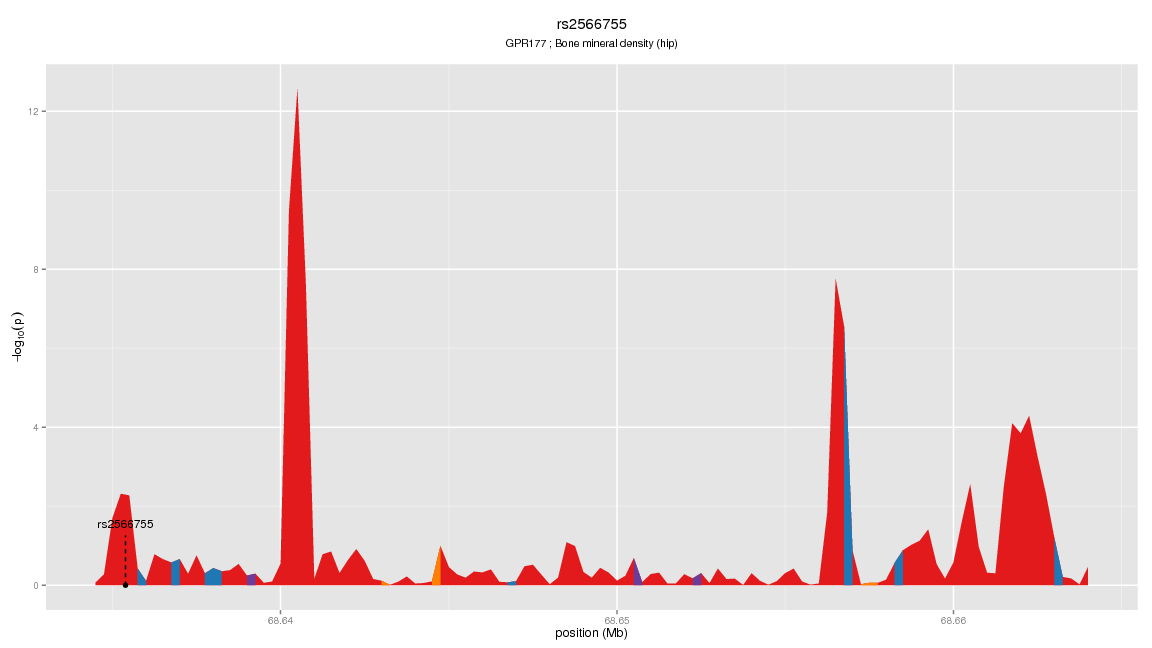 rs2566755
GPR177 ; Bone mineral density (hip)
12
8
4
0
−log10(p)
rs2566755
68.64
68.65
68.66
position (Mb)